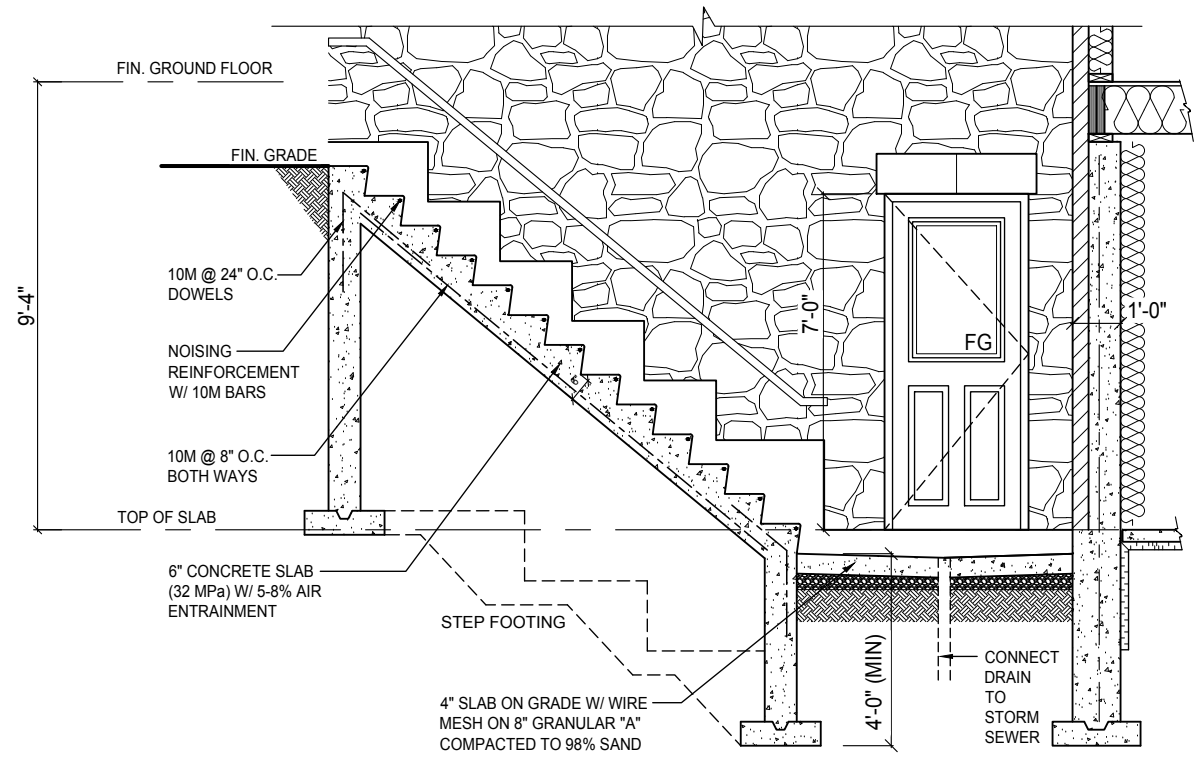 FIN. GROUND FLOOR
FIN. GRADE
9'-4"
10M @ 24" O.C.
DOWELS
NOISING
REINFORCEMENT
W/ 10M BARS
10M @ 8" O.C.
BOTH WAYS
TOP OF SLAB
6" CONCRETE SLAB
(32 MPa) W/ 5-8% AIR
ENTRAINMENT
6"
STEP FOOTING
4" SLAB ON GRADE W/ WIRE
MESH ON 8" GRANULAR "A"
COMPACTED TO 98% SAND
7'-0"
FG
1'-0"
4'-0" (MIN)
CONNECT
DRAIN
TO
STORM
SEWER